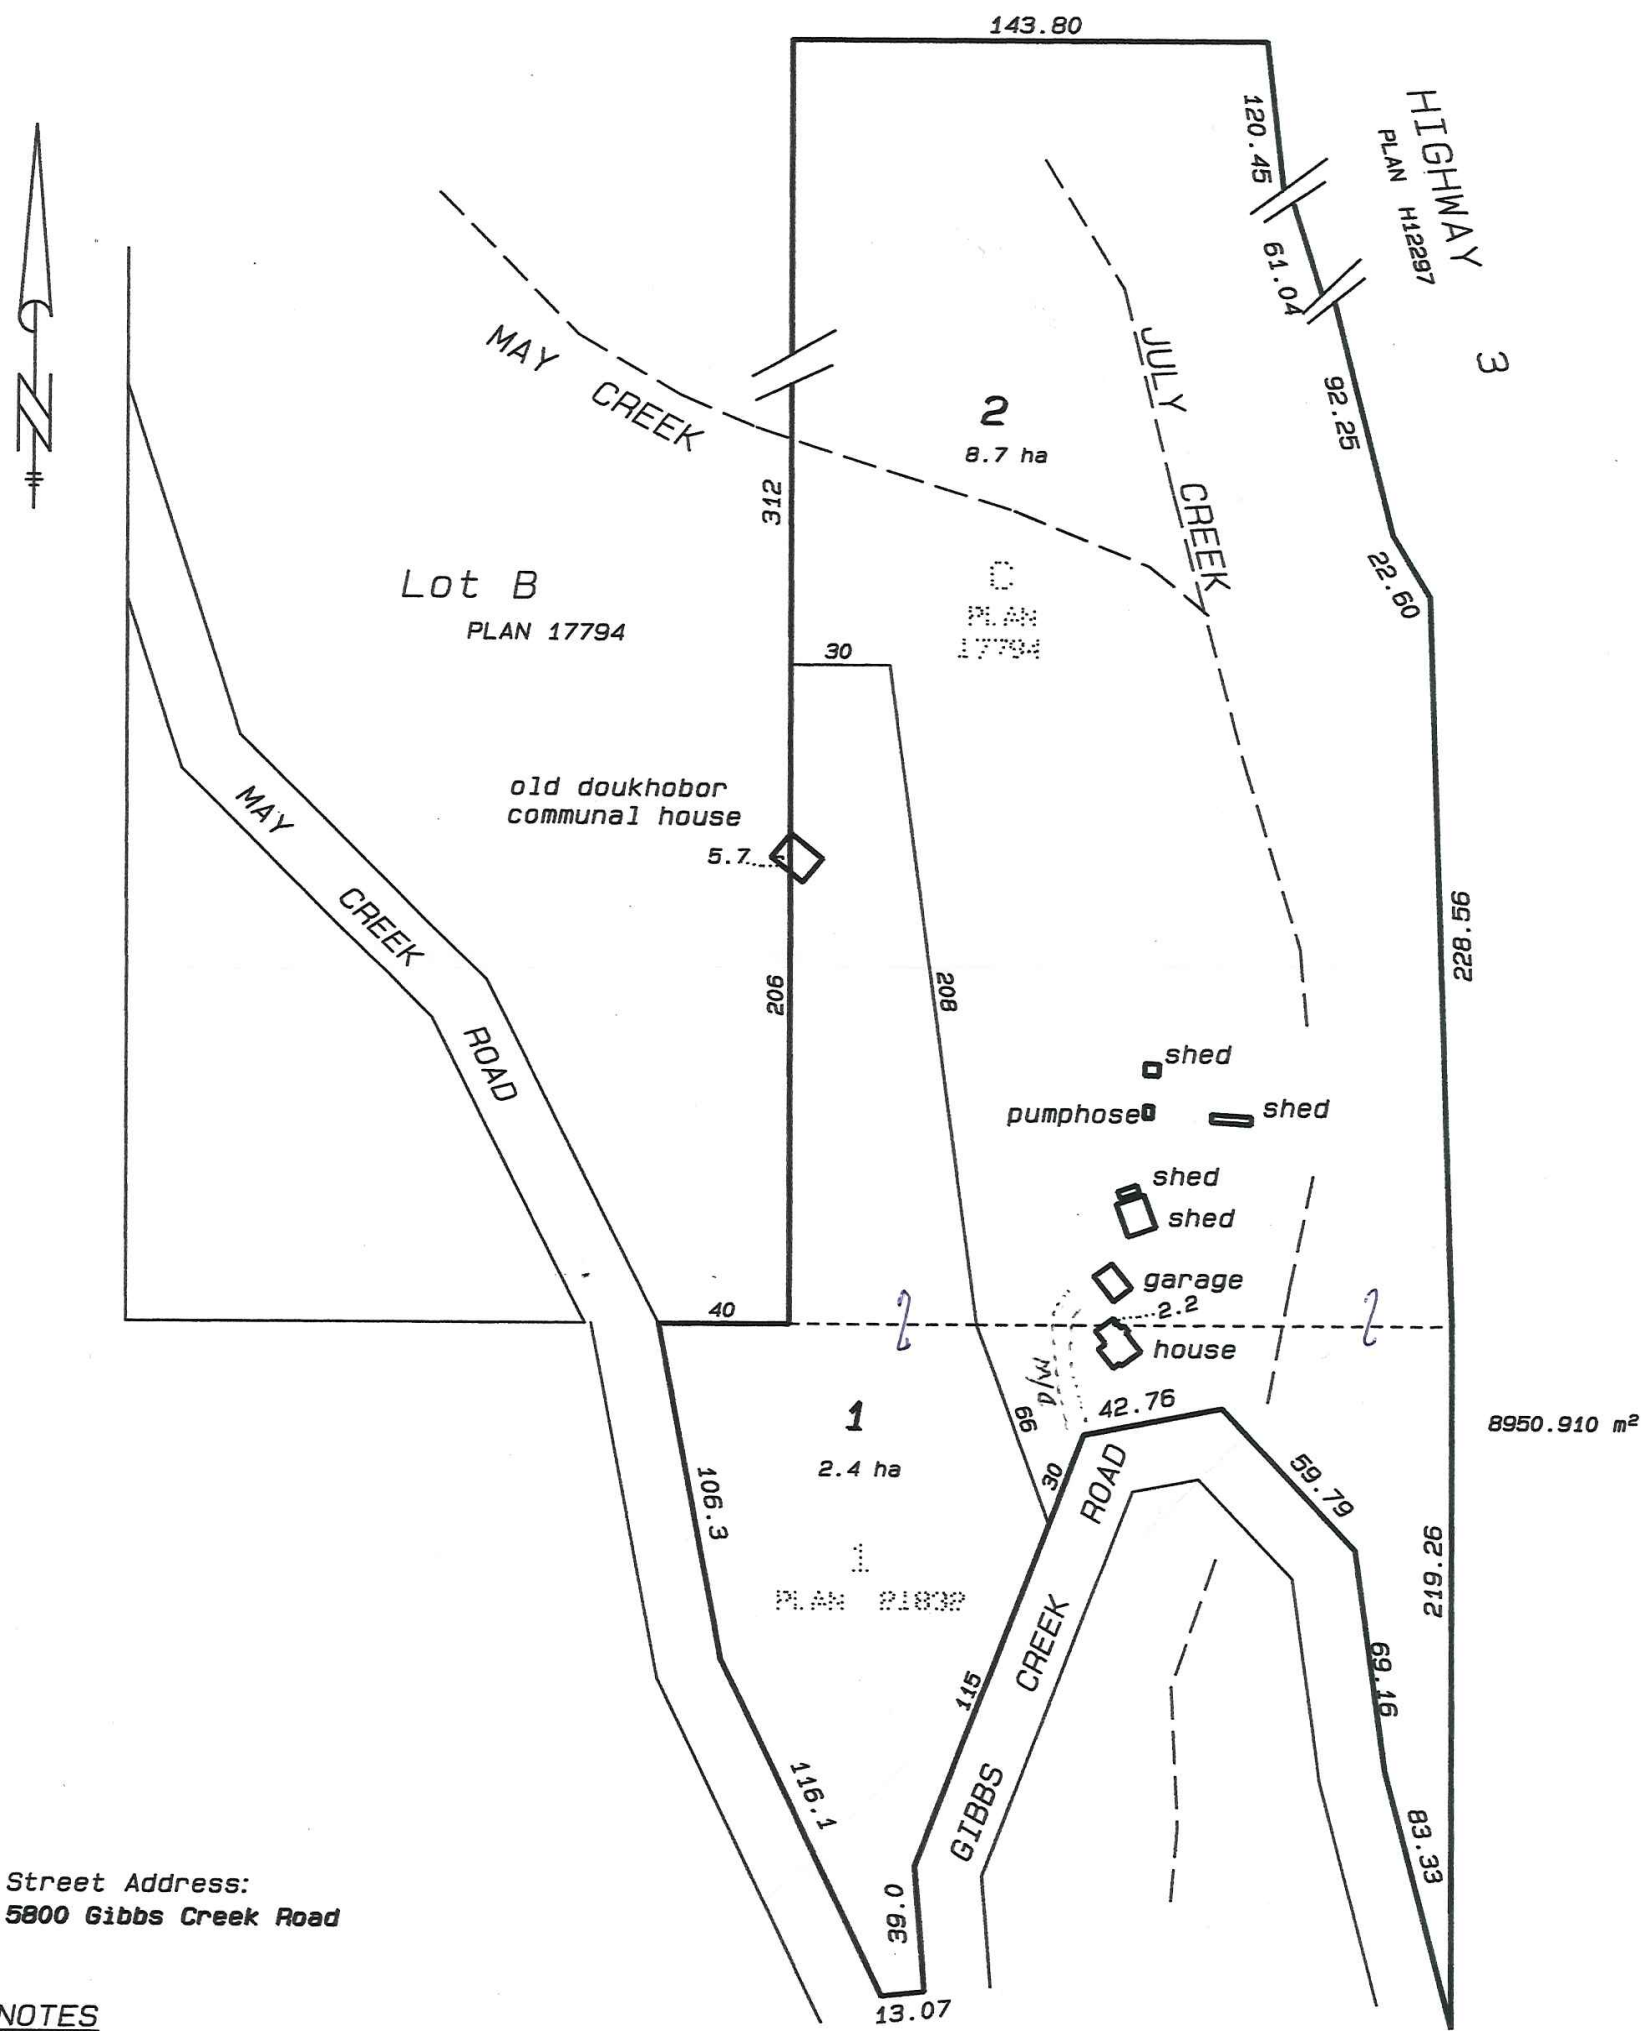 143.80
120.45
HIGHWAY
3
PLAN H12297
61.04
N
MAY CREEK
JULY CREEK
92.25
2
8.7 ha
312
22.60
C
PLAN
17794
Lot B
PLAN 17794
30
old doukhobor
communal house
5.7
MAY CREEK ROAD
206
208
228.56
shed
pumphose
shed
shed
shed
garage
2.2
40
house
42.76
66
1
2.4 ha
30
8950.910 m²
106.3
59.79
1
PLAN 21832
219.26
GIBBS CREEK ROAD
115
69.16
116.1
83.33
39.0
13.07
Street Address:
5800 Gibbs Creek Road
NOTES